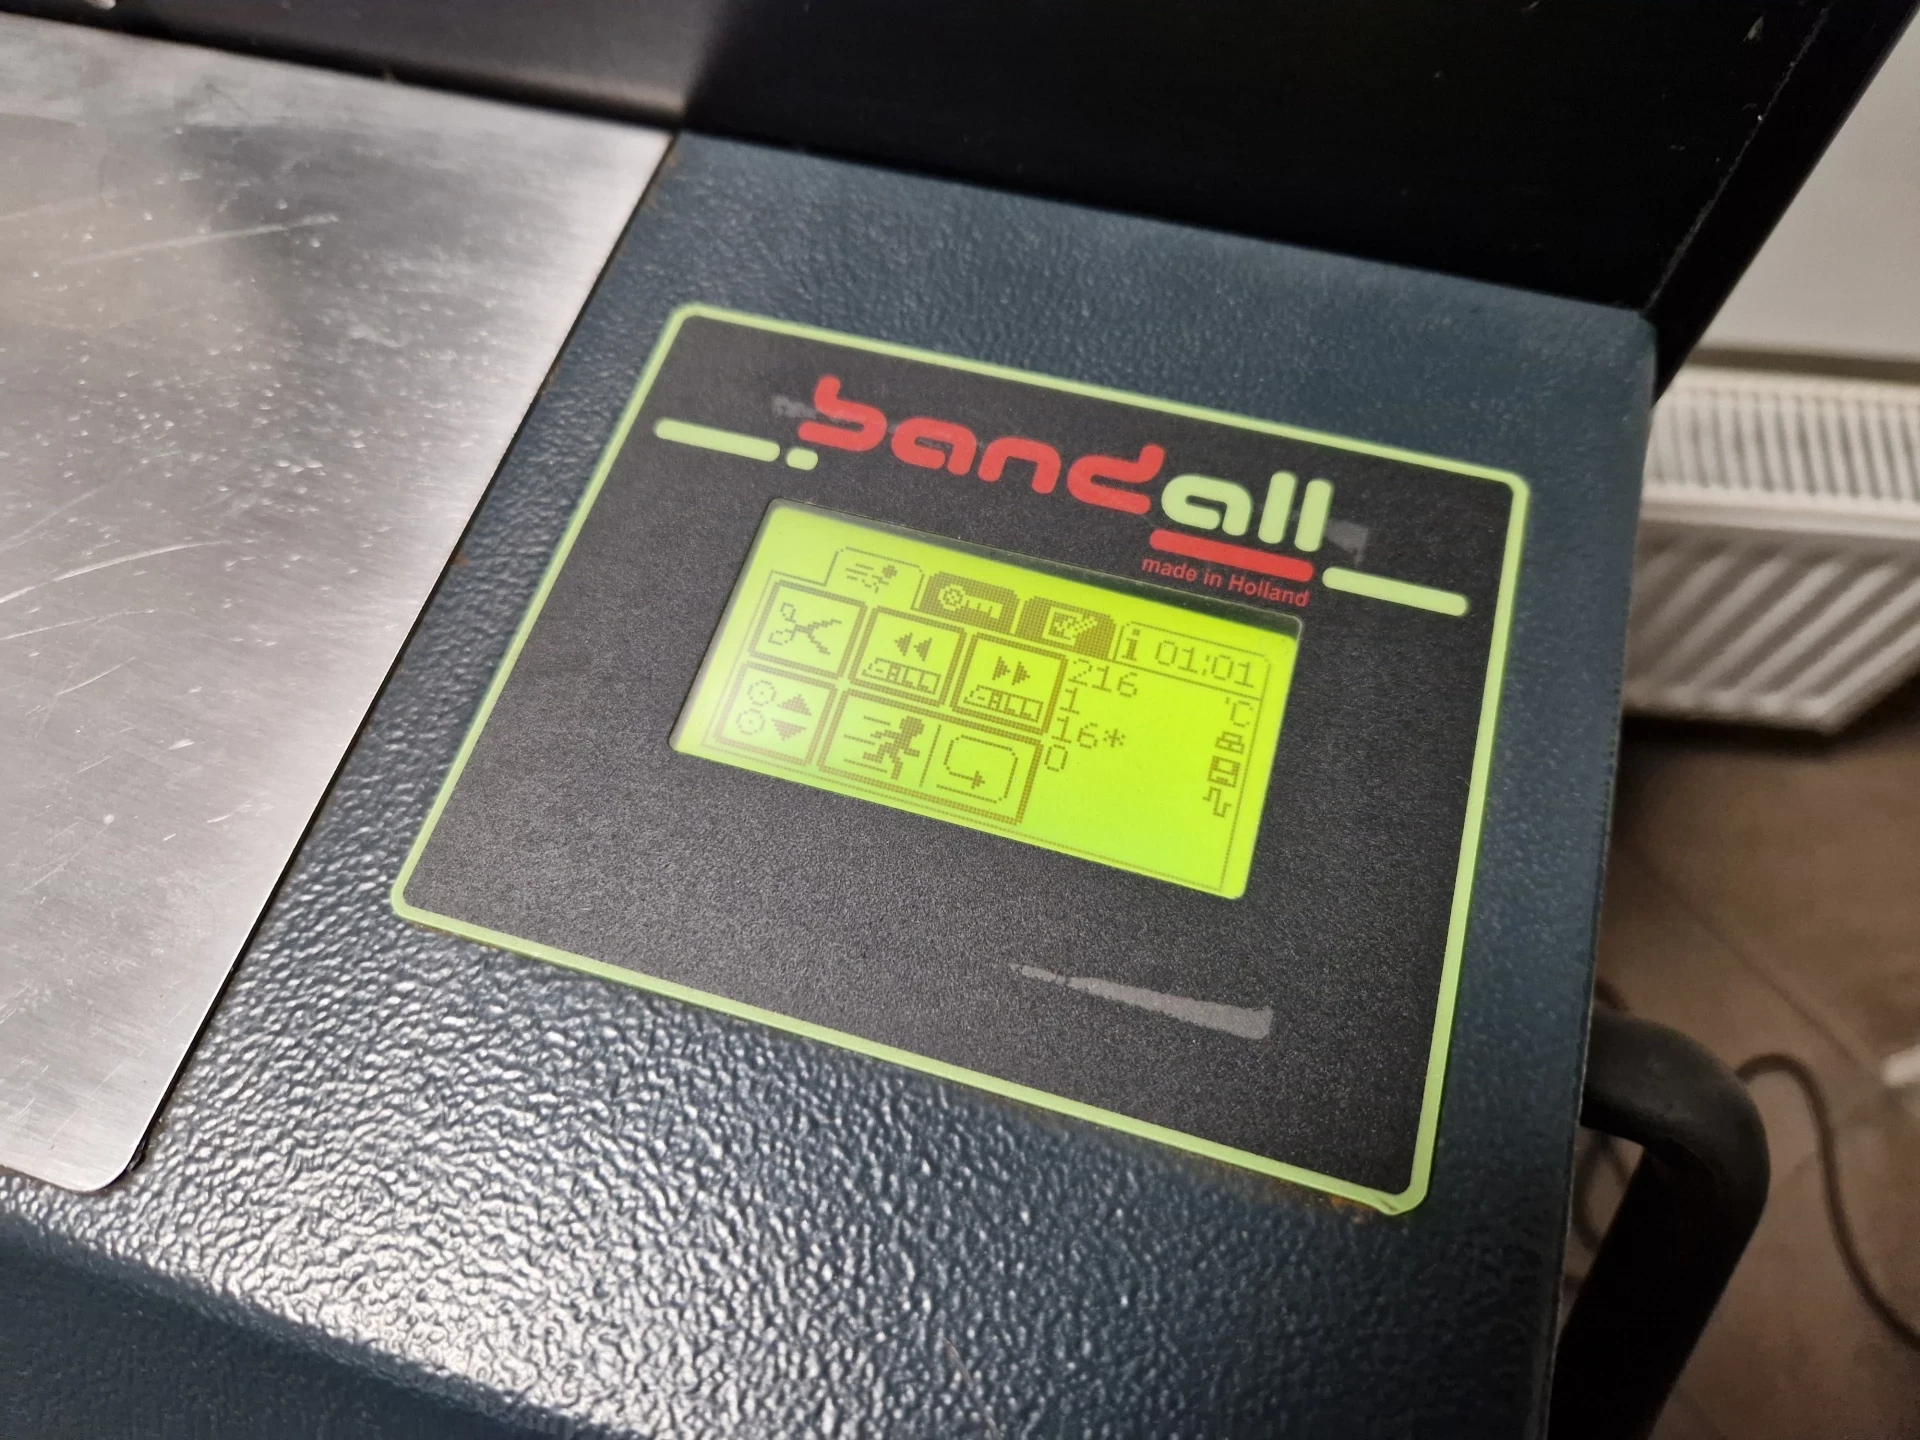 bandall
made in Holland
i 01:01
216 °C
1
16*
0